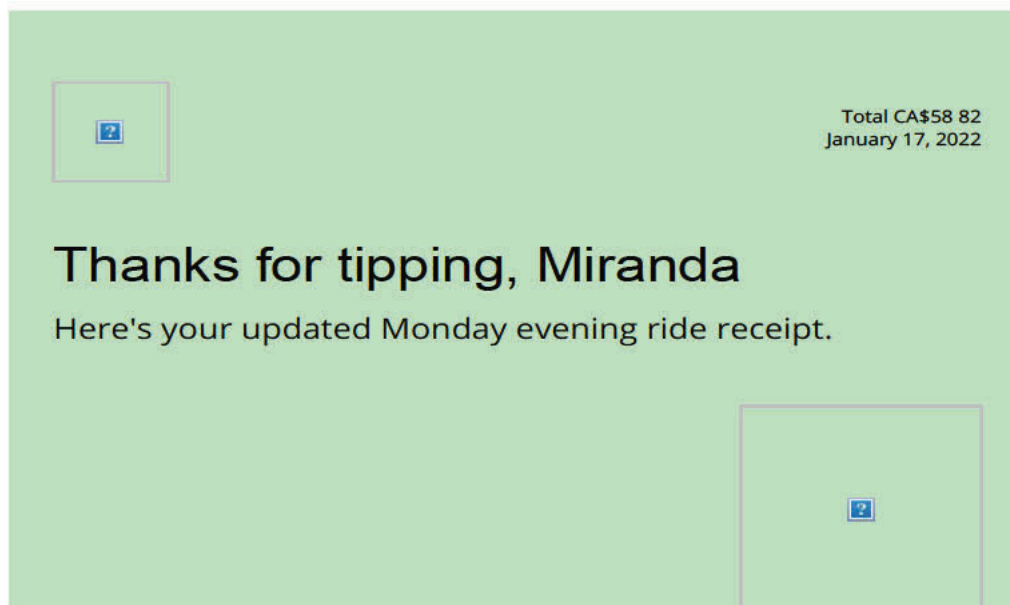 Total CA$58 82
January 17, 2022
Thanks for tipping, Miranda
Here's your updated Monday evening ride receipt.